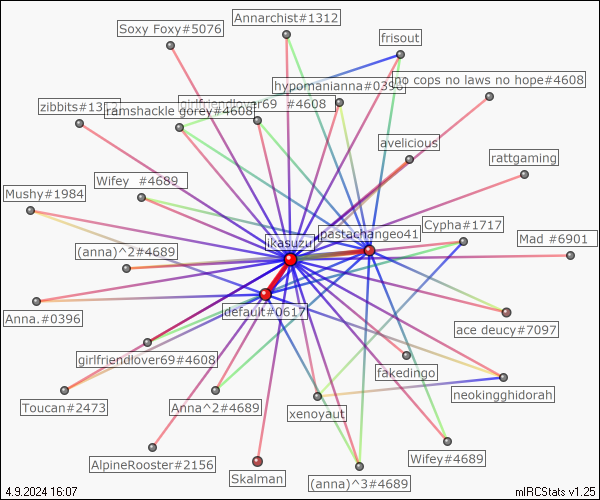 Annarchist#1312
Soxy Foxy#5076
frisout
hypomanianna#0396
no cops no laws no hope#4608
zibbits#13
ramshackle gorey#4608
girlfriendlover69 #4608
avelicious
rattgaming
Wifey #4689
Mushy#1984
pastachangeo41
Cypha#1717
ikasuzu
Mad #6901
(anna)^2#4689
default#0617
Anna.#0396
ace deucy#7097
girlfriendlover69#4608
fakedingo
neokingghidorah
Toucan#2473
Anna^2#4689
xenoyaut
Wifey#4689
AlpineRooster#2156
Skalman
(anna)^3#4689
4.9.2024 16:07
mIRCStats v1.25